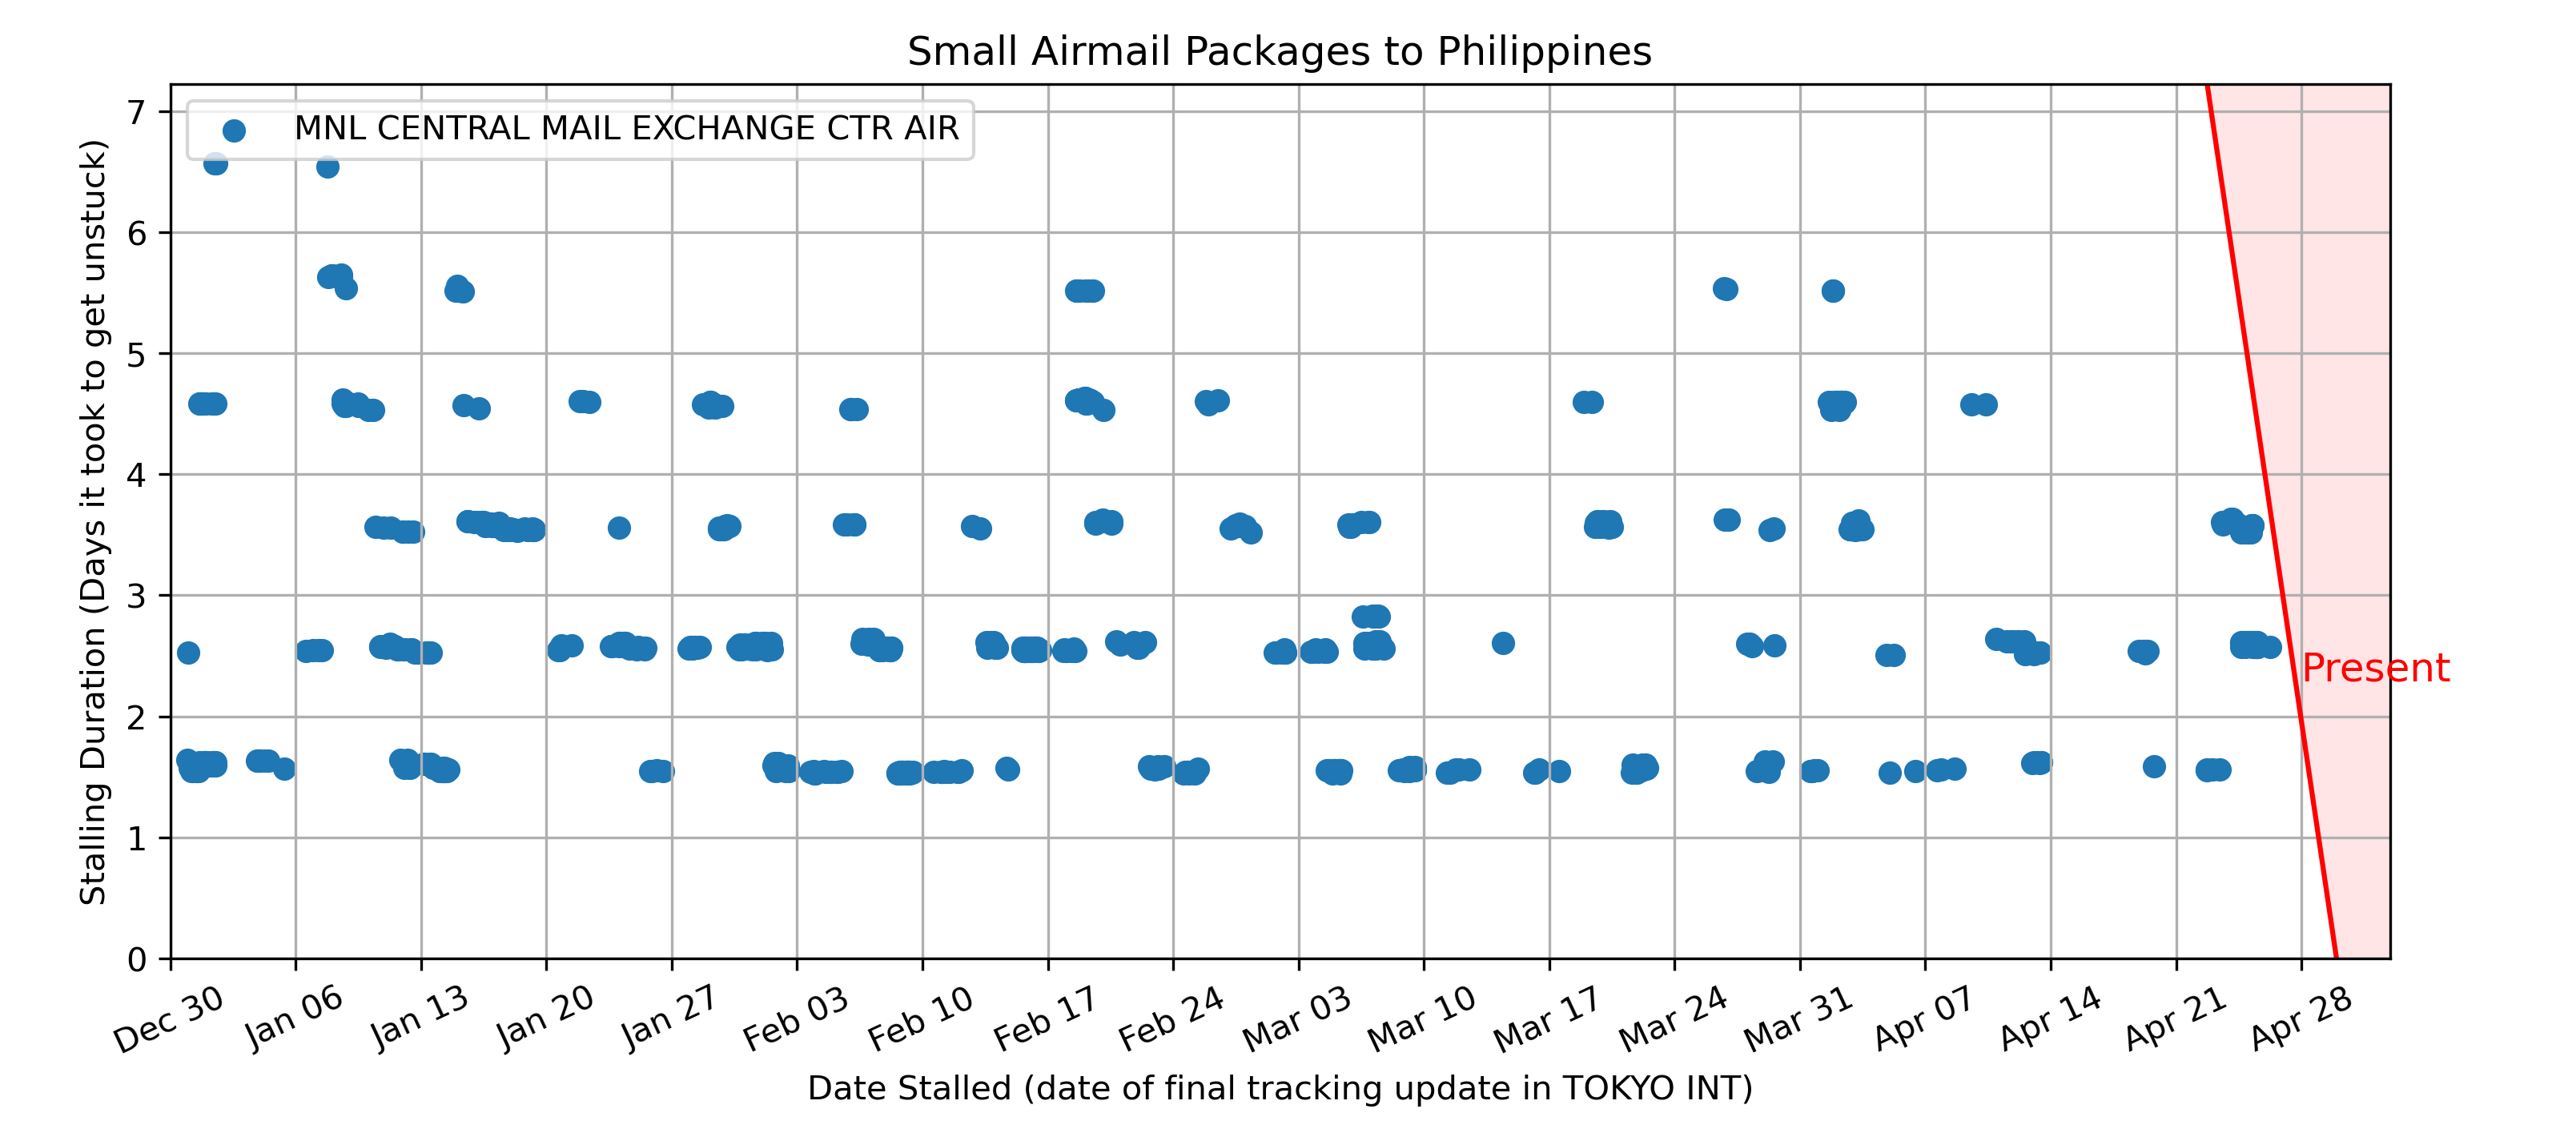 Small Airmail Packages to Philippines
MNL CENTRAL MAIL EXCHANGE CTR AIR
Stalling Duration (Days it took to get unstuck)
7
6
5
4
3
2
1
0
Present
Dec 30
Jan 06
Jan 13
Jan 20
Jan 27
Feb 03
Feb 10
Feb 17
Feb 24
Mar 03
Mar 10
Mar 17
Mar 24
Mar 31
Apr 07
Apr 14
Apr 21
Apr 28
Date Stalled (date of final tracking update in TOKYO INT)